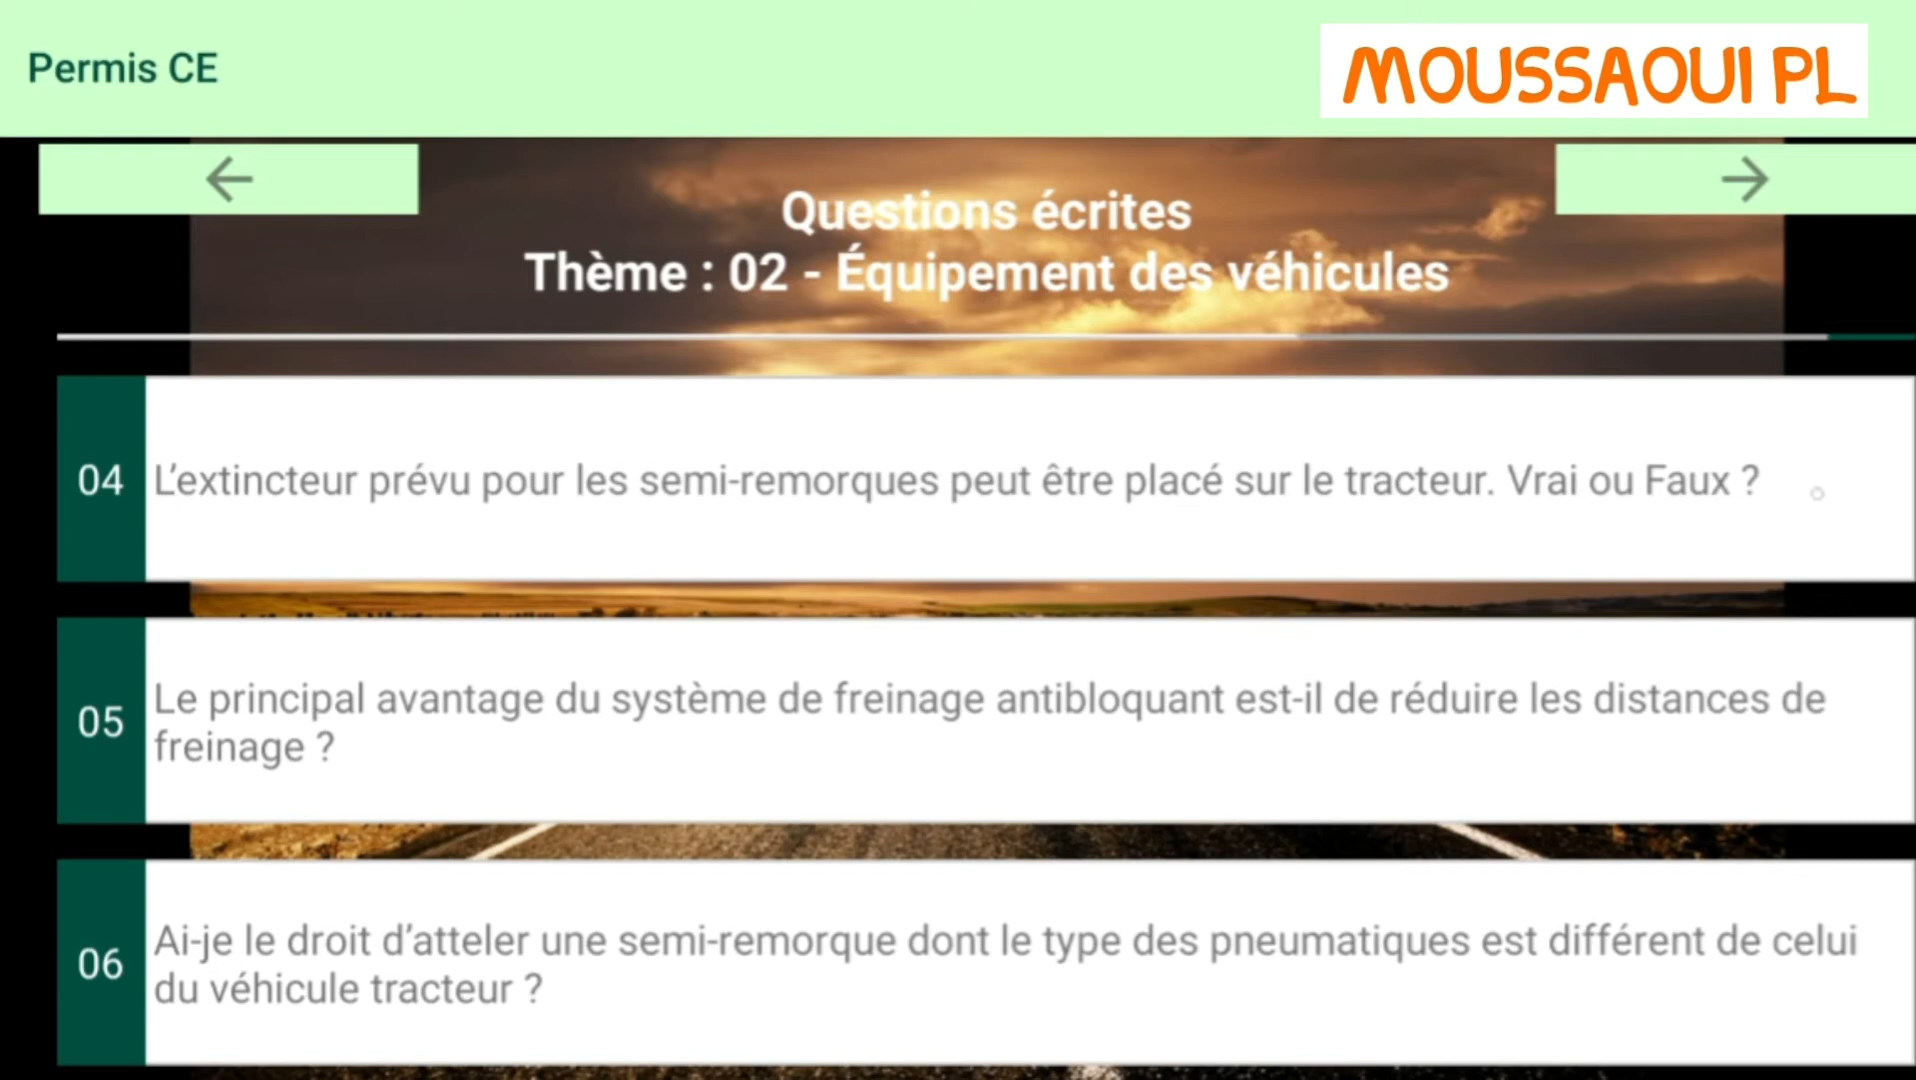 Permis CE
MOUSSAOUI PL
Questions écrites
Thème : 02 - Équipement des véhicules
04
L’extincteur prévu pour les semi-remorques peut être placé sur le tracteur. Vrai ou Faux ?
05
Le principal avantage du système de freinage antibloquant est-il de réduire les distances de
freinage ?
06
Ai-je le droit d’atteler une semi-remorque dont le type des pneumatiques est différent de celui
du véhicule tracteur ?